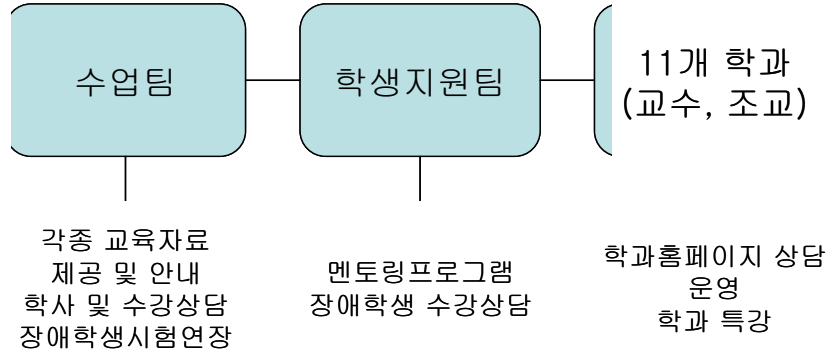 수업팀
학생지원팀
11개 학과
(교수, 조교)
각종 교육자료
제공 및 안내
학사 및 수강상담
장애학생시험연장
멘토링프로그램
장애학생 수강상담
학과홈페이지 상담
운영
학과 특강